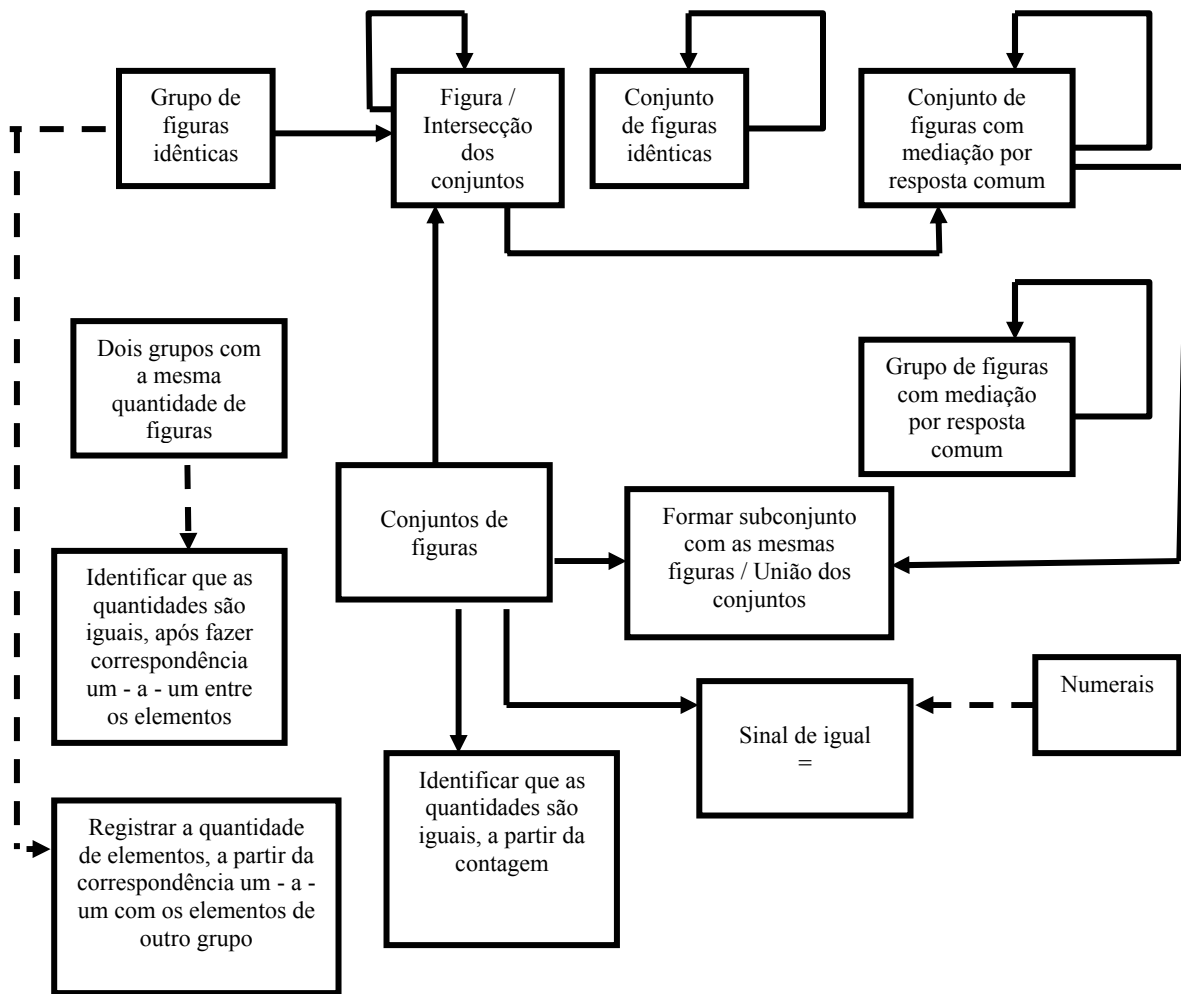 Grupo de
figuras
idênticas
Figura /
Intersecção
dos
conjuntos
Conjunto
de figuras
idênticas
Conjunto de
figuras com
mediação por
resposta comum
Dois grupos com
a mesma
quantidade de
figuras
Grupo de figuras
com mediação
por resposta
comum
Conjuntos de
figuras
Formar subconjunto
com as mesmas
figuras / União dos
conjuntos
Identificar que as
quantidades são
iguais, após fazer
correspondência
um - a - um entre
os elementos
Numerais
Sinal de igual
=
Identificar que as
quantidades são
iguais, a partir da
contagem
Registrar a quantidade
de elementos, a partir da
correspondência um - a -
um com os elementos de
outro grupo